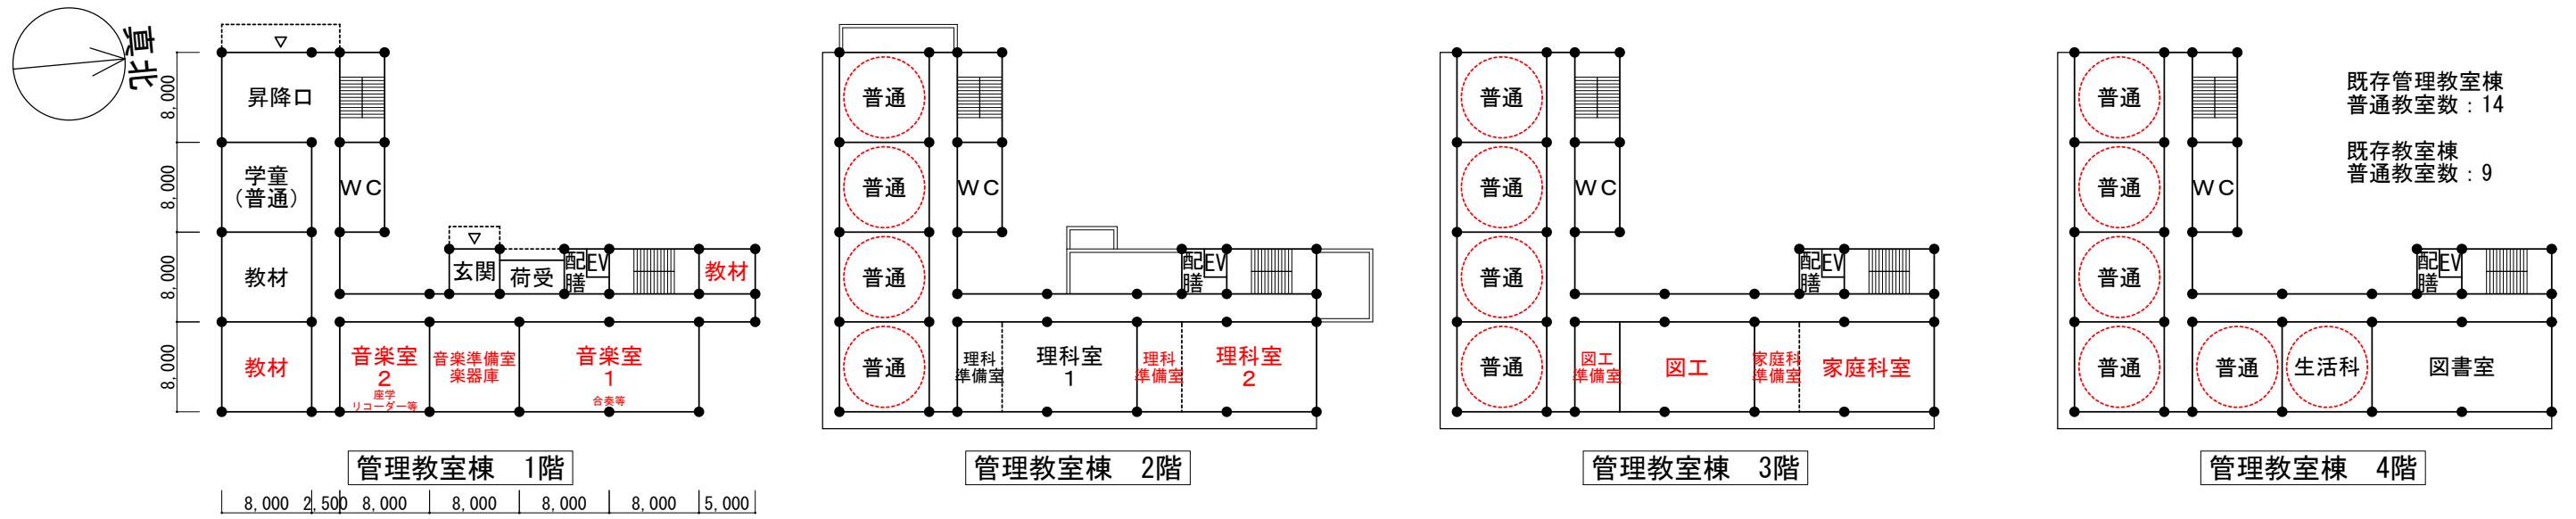 真北
8,000
8,000
8,000
8,000
昇降口
学童
(普通)
WC
教材
教材
玄関
荷受
配膳
EV
教材
音楽室
2
座学
リコーダー等
音楽準備室
楽器庫
音楽室
1
合奏等
管理教室棟 1階
8,000
2,500
8,000
8,000
8,000
8,000
5,000
普通
普通
WC
普通
配膳
EV
普通
理科
準備室
理科室
1
理科
準備室
理科室
2
管理教室棟 2階
普通
普通
WC
普通
配膳
EV
普通
図工
準備室
図工
家庭科
準備室
家庭科室
管理教室棟 3階
普通
普通
WC
普通
配膳
EV
普通
普通
生活科
図書室
管理教室棟 4階
既存管理教室棟
普通教室数:14
既存教室棟
普通教室数:9